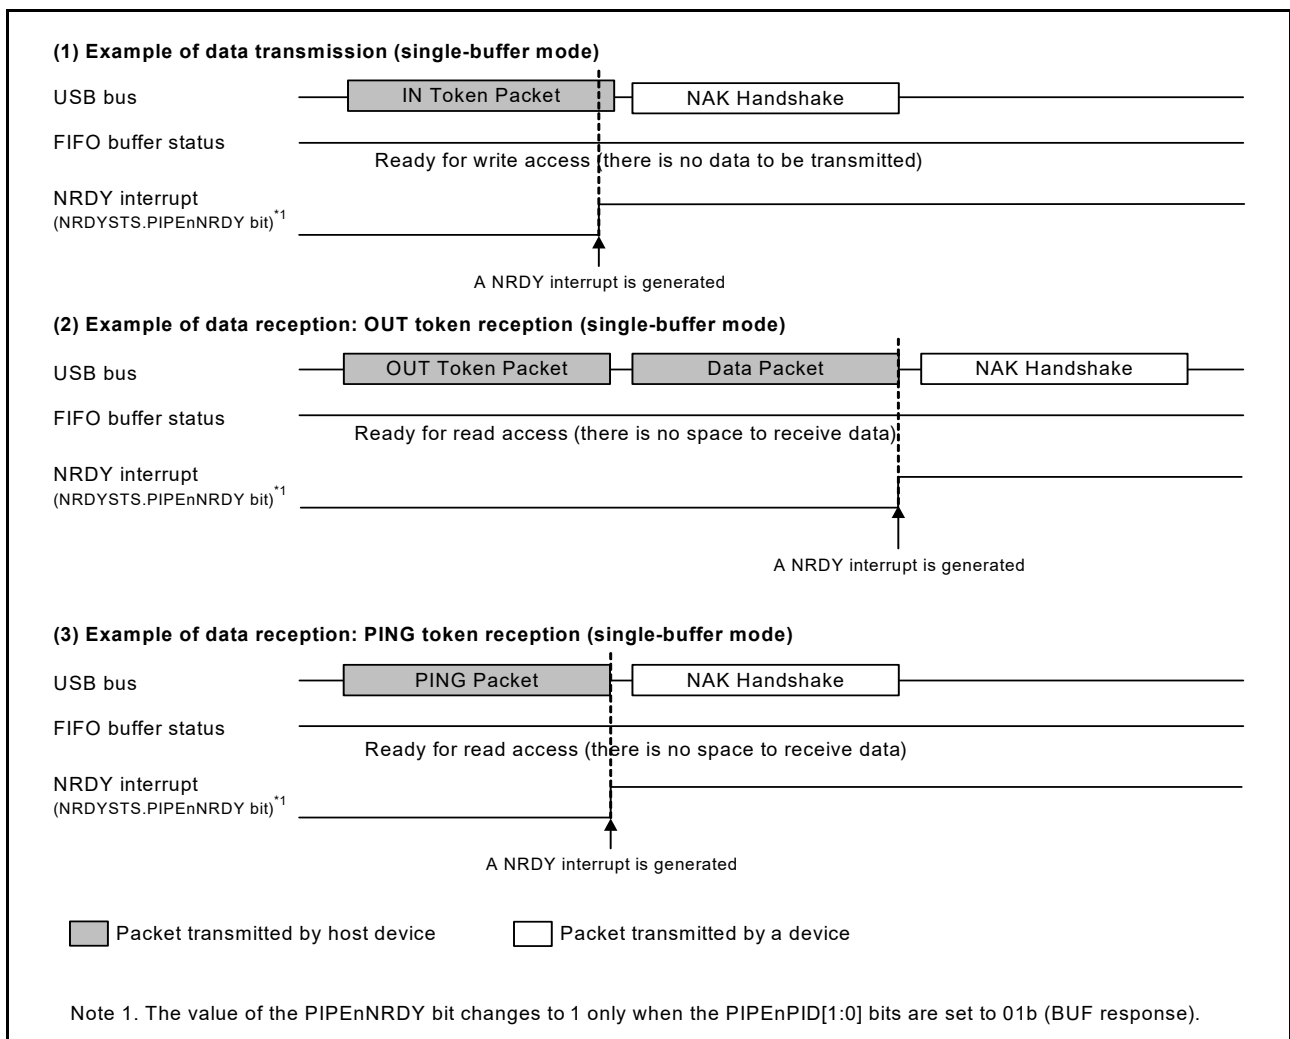 (1) Example of data transmission (single-buffer mode)
USB bus
IN Token Packet
NAK Handshake
FIFO buffer status
Ready for write access (there is no data to be transmitted)
NRDY interrupt
(NRDYSTS.PIPEnNRDY bit)*1
A NRDY interrupt is generated
(2) Example of data reception: OUT token reception (single-buffer mode)
USB bus
OUT Token Packet
Data Packet
NAK Handshake
FIFO buffer status
Ready for read access (there is no space to receive data)
NRDY interrupt
(NRDYSTS.PIPEnNRDY bit)*1
A NRDY interrupt is generated
(3) Example of data reception: PING token reception (single-buffer mode)
USB bus
PING Packet
NAK Handshake
FIFO buffer status
Ready for read access (there is no space to receive data)
NRDY interrupt
(NRDYSTS.PIPEnNRDY bit)*1
A NRDY interrupt is generated
Packet transmitted by host device
Packet transmitted by a device
Note 1. The value of the PIPEnNRDY bit changes to 1 only when the PIPEnPID[1:0] bits are set to 01b (BUF response).